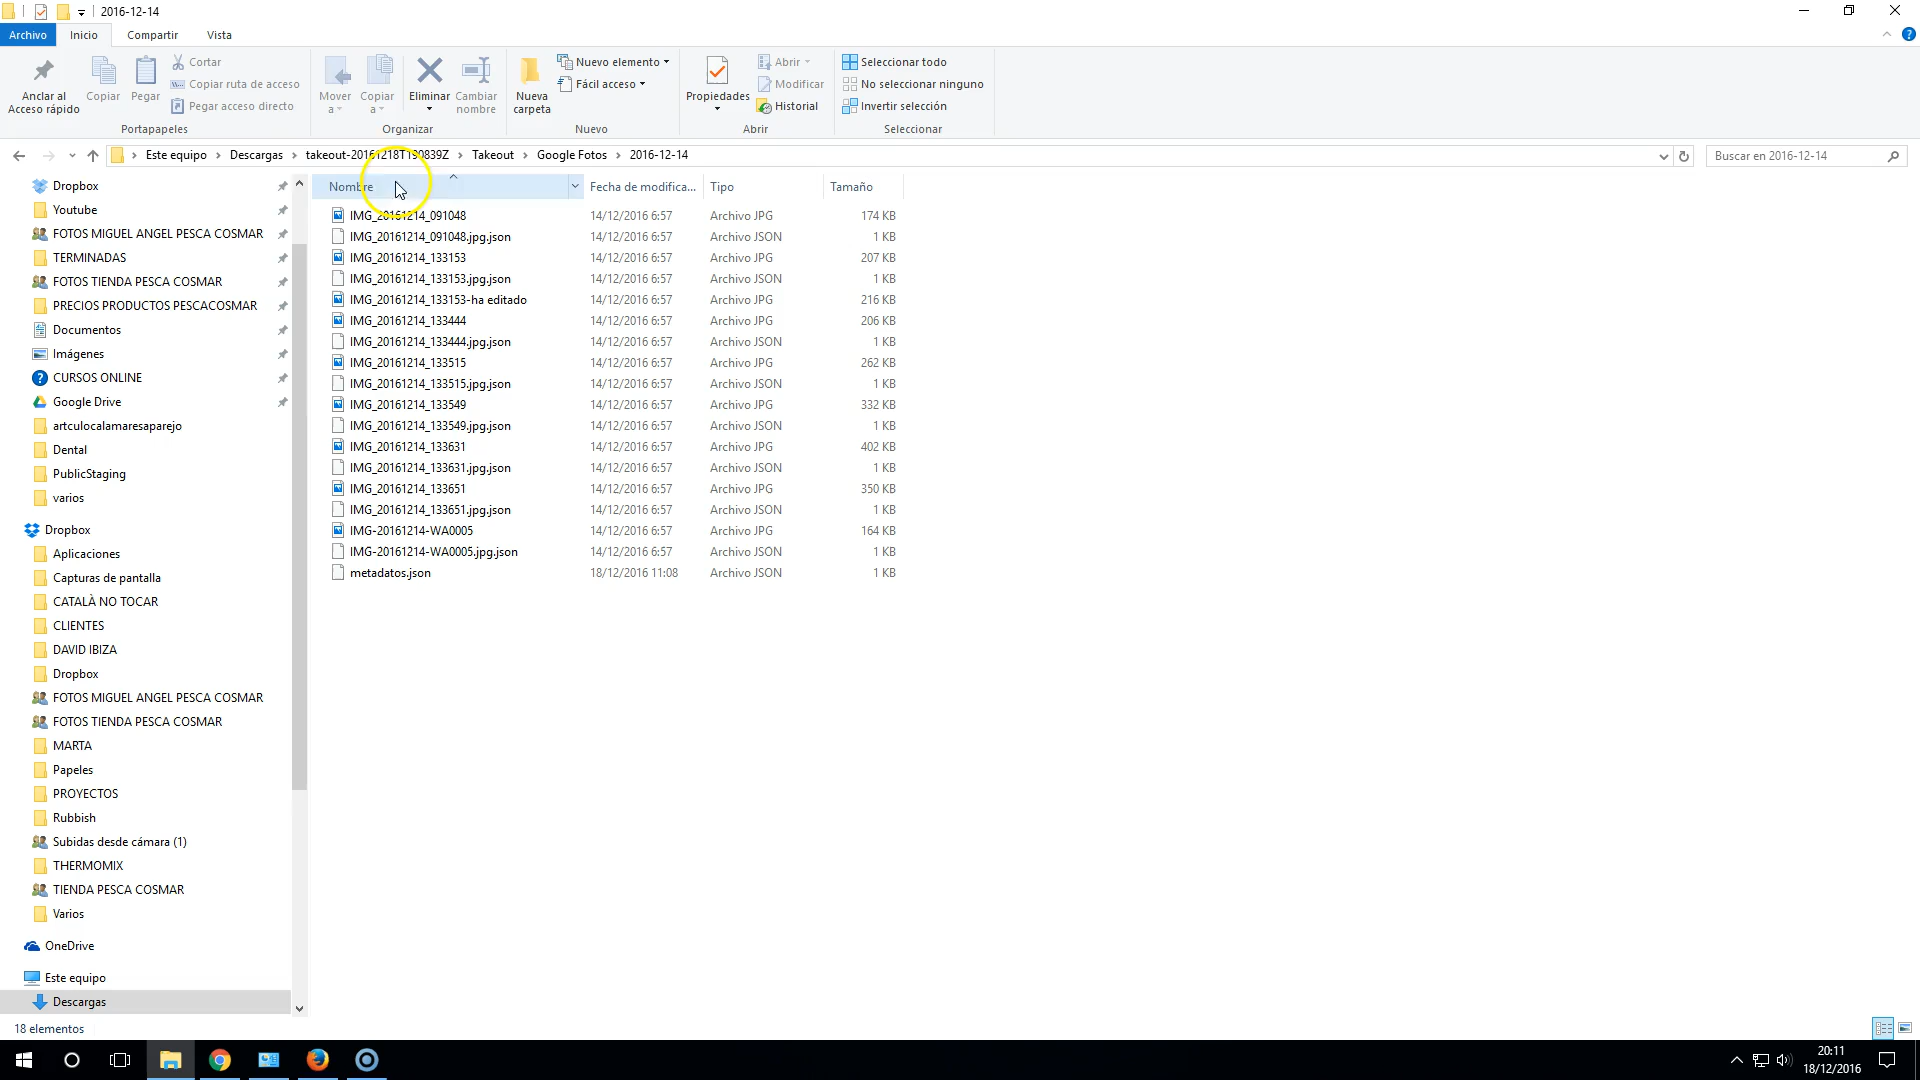 2016-12-14
Archivo Inicio Compartir Vista
Anclar al Acceso rápido
Copiar
Pegar
Cortar
Copiar ruta de acceso
Pegar acceso directo
Portapapeles
Mover a
Copiar a
Eliminar
Cambiar nombre
Organizar
Nueva carpeta
Nuevo elemento
Fácil acceso
Nuevo
Propiedades
Abrir
Modificar
Historial
Abrir
Seleccionar todo
No seleccionar ninguno
Invertir selección
Seleccionar
Este equipo > Descargas > takeout-20161218T190839Z > Takeout > Google Fotos > 2016-12-14
Buscar en 2016-12-14
Dropbox
Youtube
FOTOS MIGUEL ANGEL PESCA COSMAR
TERMINADAS
FOTOS TIENDA PESCA COSMAR
PRECIOS PRODUCTOS PESCACOSMAR
Documentos
Imágenes
CURSOS ONLINE
Google Drive
artculocalamaresaparejo
Dental
PublicStaging
varios
Dropbox
Aplicaciones
Capturas de pantalla
CATALÀ NO TOCAR
CLIENTES
DAVID IBIZA
Dropbox
FOTOS MIGUEL ANGEL PESCA COSMAR
FOTOS TIENDA PESCA COSMAR
MARTA
Papeles
PROYECTOS
Rubbish
Subidas desde cámara (1)
THERMOMIX
TIENDA PESCA COSMAR
Varios
OneDrive
Este equipo
Descargas
Nombre Fecha de modifica... Tipo Tamaño
IMG_20161214_091048 14/12/2016 6:57 Archivo JPG 174 KB
IMG_20161214_091048.jpg.json 14/12/2016 6:57 Archivo JSON 1 KB
IMG_20161214_133153 14/12/2016 6:57 Archivo JPG 207 KB
IMG_20161214_133153.jpg.json 14/12/2016 6:57 Archivo JSON 1 KB
IMG_20161214_133153-ha editado 14/12/2016 6:57 Archivo JPG 216 KB
IMG_20161214_133444 14/12/2016 6:57 Archivo JPG 206 KB
IMG_20161214_133444.jpg.json 14/12/2016 6:57 Archivo JSON 1 KB
IMG_20161214_133515 14/12/2016 6:57 Archivo JPG 262 KB
IMG_20161214_133515.jpg.json 14/12/2016 6:57 Archivo JSON 1 KB
IMG_20161214_133549 14/12/2016 6:57 Archivo JPG 332 KB
IMG_20161214_133549.jpg.json 14/12/2016 6:57 Archivo JSON 1 KB
IMG_20161214_133631 14/12/2016 6:57 Archivo JPG 402 KB
IMG_20161214_133631.jpg.json 14/12/2016 6:57 Archivo JSON 1 KB
IMG_20161214_133651 14/12/2016 6:57 Archivo JPG 350 KB
IMG_20161214_133651.jpg.json 14/12/2016 6:57 Archivo JSON 1 KB
IMG-20161214-WA0005 14/12/2016 6:57 Archivo JPG 164 KB
IMG-20161214-WA0005.jpg.json 14/12/2016 6:57 Archivo JSON 1 KB
metadatos.json 18/12/2016 11:08 Archivo JSON 1 KB
18 elementos
20:11
18/12/2016